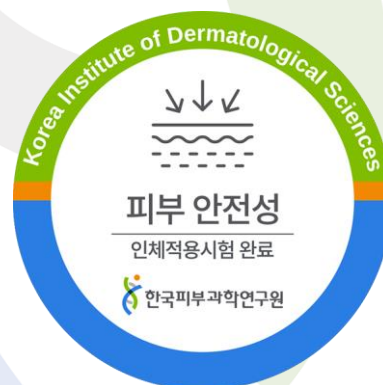 Korea Institute of Dermatological Sciences
피부 안전성
인체적용시험 완료
한국피부과학연구원